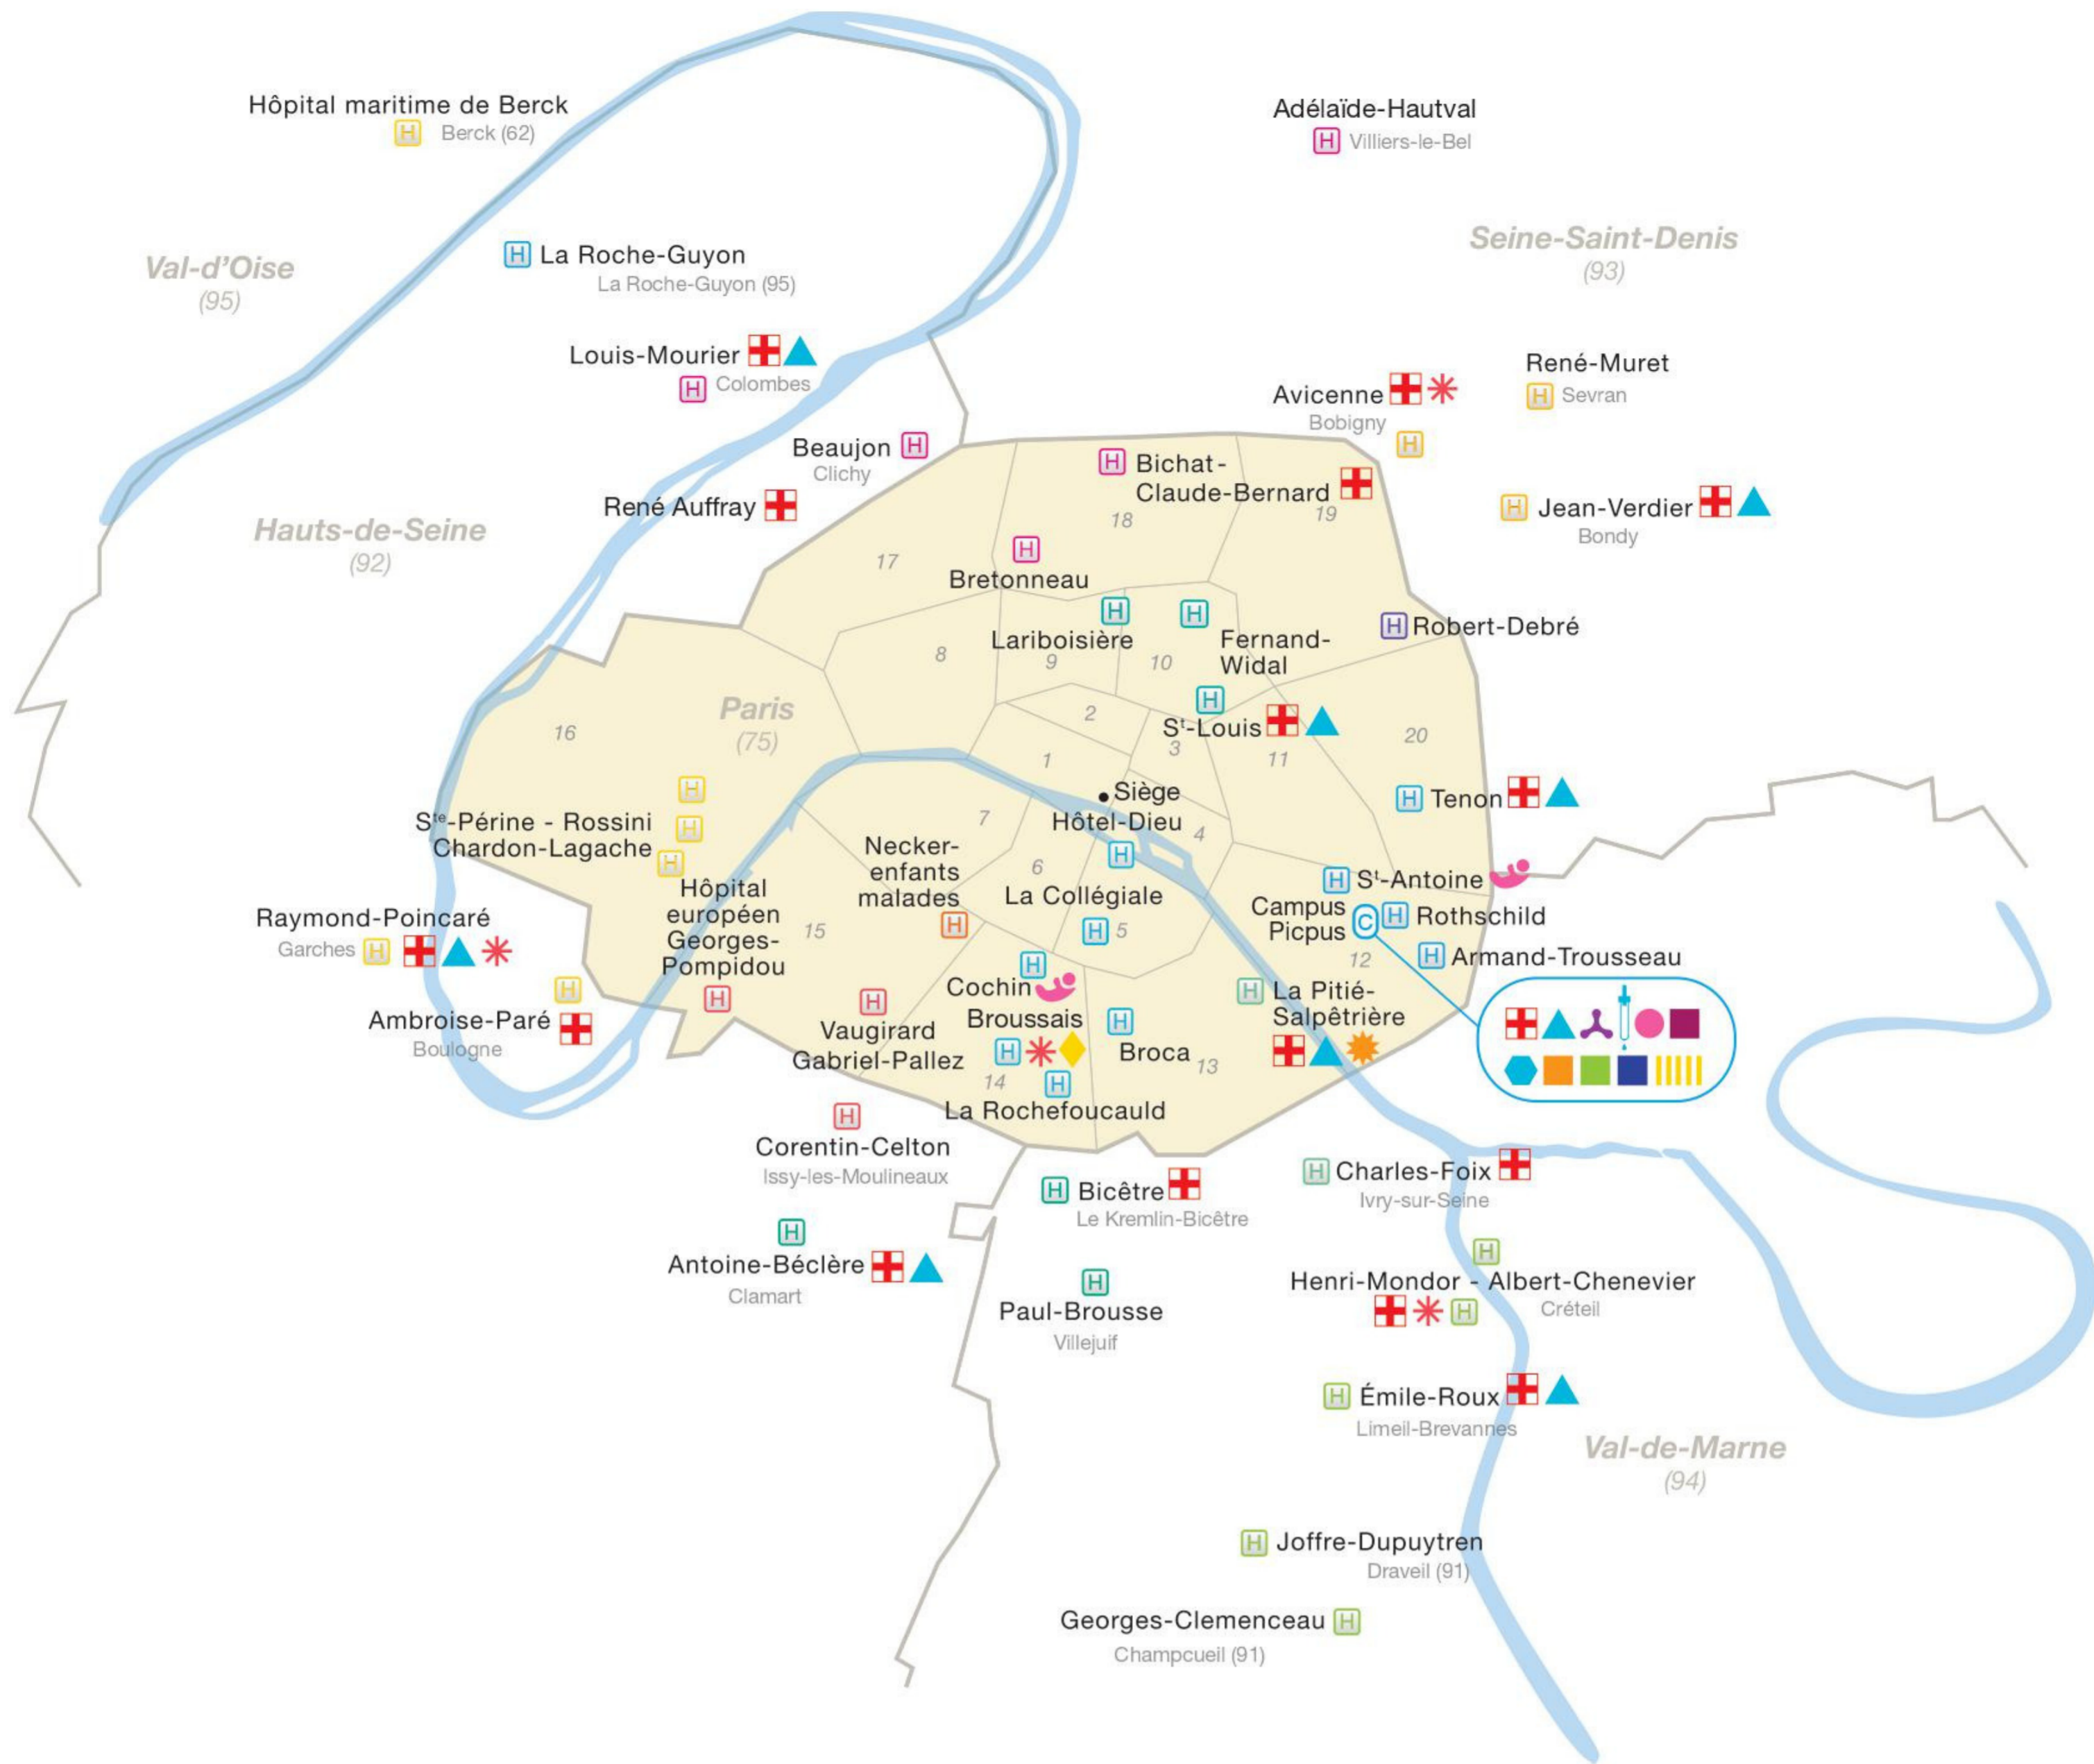 Hôpital maritime de Berck
H Berck (62)
Adélaïde-Hautval
H Villiers-le-Bel
Val-d'Oise
(95)
H La Roche-Guyon
La Roche-Guyon (95)
Seine-Saint-Denis
(93)
Louis-Mourier
H Colombes
René-Muret
H Sevran
Avicenne
Bobigny
H
Beaujon H
Clichy
H Bichat-
Claude-Bernard
René Auffray
H Jean-Verdier
Bondy
Hauts-de-Seine
(92)
18
19
17
H
Bretonneau
H
Lariboisière
H
Fernand-
Widal
H Robert-Debré
8
9
10
Paris
(75)
16
2
H
St-Louis
3
11
20
1
Siège
Hôtel-Dieu
H
4
H Tenon
7
H
Ste-Périne - Rossini
H
Chardon-Lagache
H
Necker-
enfants
malades
H
6
La Collégiale
H 5
Hôpital
européen
Georges-
Pompidou
H
15
H St-Antoine
Campus
Picpus
C H Rothschild
H Armand-Trousseau
12
Raymond-Poincaré
Garches H
H
Ambroise-Paré
Boulogne
H
Vaugirard
Gabriel-Pallez
H
Cochin
Broussais
H
H
Broca
13
H La Pitié-
Salpêtrière
14
H
La Rochefoucauld
H
Corentin-Celton
Issy-les-Moulineaux
H Bicêtre
Le Kremlin-Bicêtre
H Charles-Foix
Ivry-sur-Seine
H
Antoine-Béclère
Clamart
H
Paul-Brousse
Villejuif
H
Henri-Mondor - Albert-Chenevier
H Créteil
H Émile-Roux
Limeil-Brevannes
Val-de-Marne
(94)
H Joffre-Dupuytren
Draveil (91)
Georges-Clemenceau H
Champcueil (91)